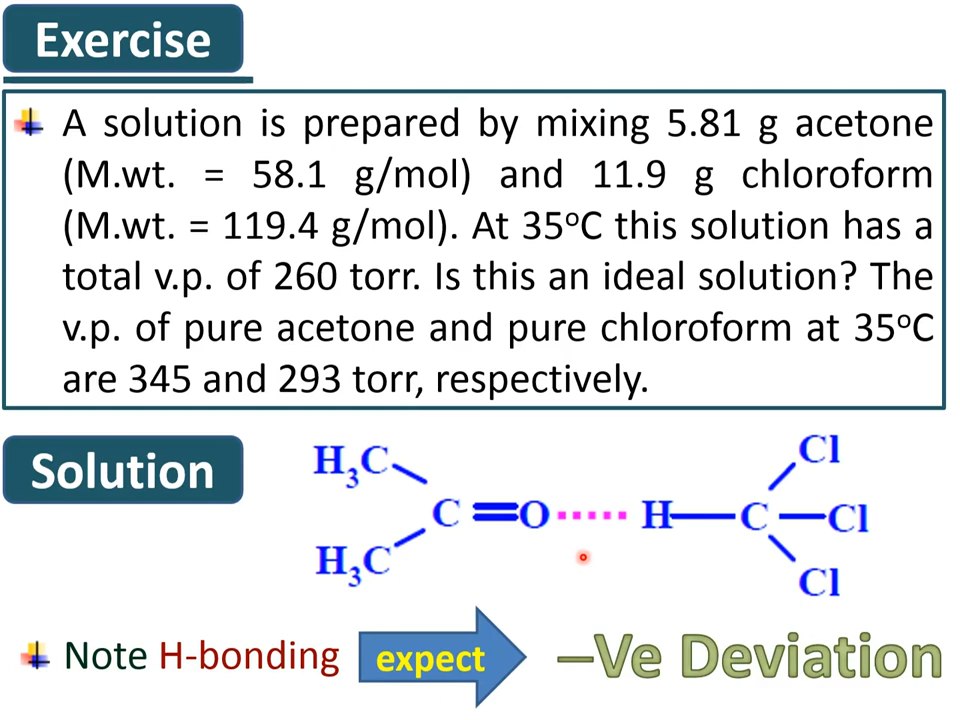 Exercise
A solution is prepared by mixing 5.81 g acetone
(M.wt. = 58.1 g/mol) and 11.9 g chloroform
(M.wt. = 119.4 g/mol). At 35°C this solution has a
total v.p. of 260 torr. Is this an ideal solution? The
v.p. of pure acetone and pure chloroform at 35°C
are 345 and 293 torr, respectively.
Solution
H₃C
Cl
C=O·····H—C—Cl
H₃C
Cl
Note H-bonding expect –Ve Deviation